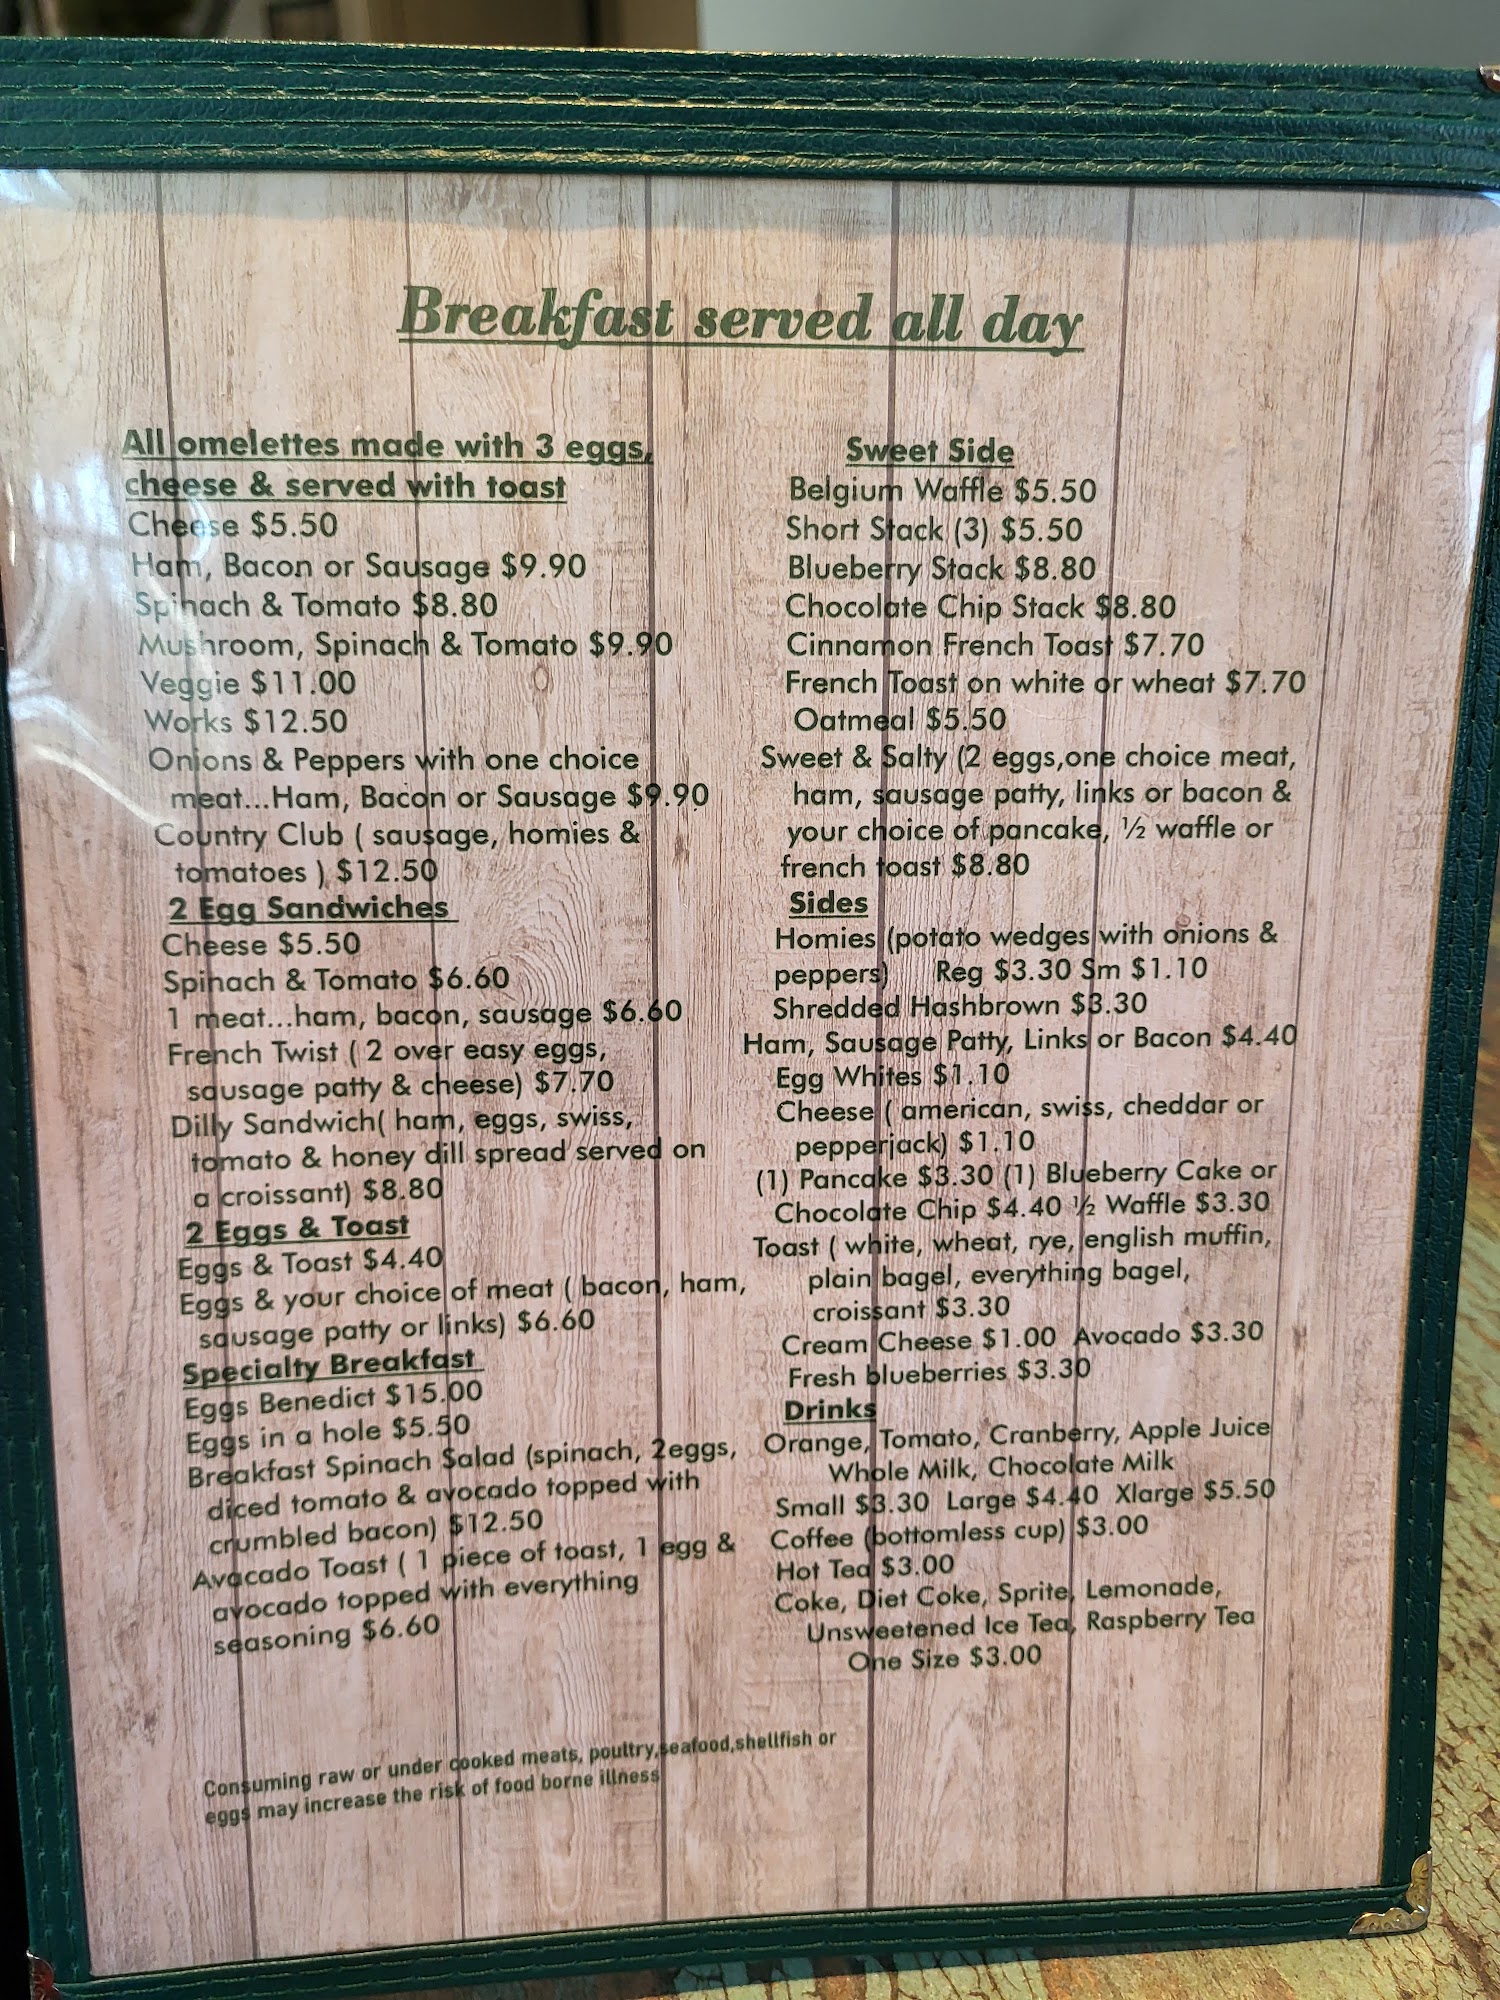 Breakfast served all day
All omelettes made with 3 eggs,
cheese & served with toast
Cheese $5.50
Ham, Bacon or Sausage $9.90
Spinach & Tomato $8.80
Mushroom, Spinach & Tomato $9.90
Veggie $11.00
Works $12.50
Onions & Peppers with one choice
meat...Ham, Bacon or Sausage $9.90
Country Club ( sausage, homies &
tomatoes ) $12.50
2 Egg Sandwiches
Cheese $5.50
Spinach & Tomato $6.60
1 meat...ham, bacon, sausage $6.60
French Twist ( 2 over easy eggs,
sausage patty & cheese) $7.70
Dilly Sandwich( ham, eggs, swiss,
tomato & honey dill spread served on
a croissant) $8.80
2 Eggs & Toast
Eggs & Toast $4.40
Eggs & your choice of meat ( bacon, ham,
sausage patty or links) $6.60
Specialty Breakfast
Eggs Benedict $15.00
Eggs in a hole $5.50
Breakfast Spinach Salad (spinach, 2eggs,
diced tomato & avocado topped with
crumbled bacon) $12.50
Avacado Toast ( 1 piece of toast, 1 egg &
avocado topped with everything
seasoning $6.60
Sweet Side
Belgium Waffle $5.50
Short Stack (3) $5.50
Blueberry Stack $8.80
Chocolate Chip Stack $8.80
Cinnamon French Toast $7.70
French Toast on white or wheat $7.70
Oatmeal $5.50
Sweet & Salty (2 eggs,one choice meat,
ham, sausage patty, links or bacon &
your choice of pancake, ½ waffle or
french toast $8.80
Sides
Homies (potato wedges with onions &
peppers) Reg $3.30 Sm $1.10
Shredded Hashbrown $3.30
Ham, Sausage Patty, Links or Bacon $4.40
Egg Whites $1.10
Cheese ( american, swiss, cheddar or
pepperjack) $1.10
(1) Pancake $3.30 (1) Blueberry Cake or
Chocolate Chip $4.40 ½ Waffle $3.30
Toast ( white, wheat, rye, english muffin,
plain bagel, everything bagel,
croissant $3.30
Cream Cheese $1.00 Avocado $3.30
Fresh blueberries $3.30
Drinks
Orange, Tomato, Cranberry, Apple Juice
Whole Milk, Chocolate Milk
Small $3.30 Large $4.40 Xlarge $5.50
Coffee (bottomless cup) $3.00
Hot Tea $3.00
Coke, Diet Coke, Sprite, Lemonade,
Unsweetened Ice Tea, Raspberry Tea
One Size $3.00
Consuming raw or under cooked meats, poultry,seafood,shellfish or
eggs may increase the risk of food borne illness